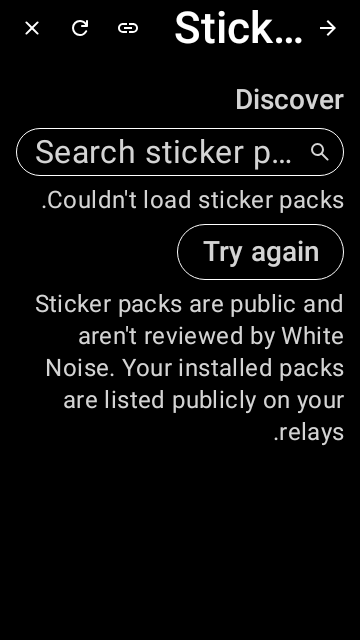 Stick…
Discover
Search sticker p…
.Couldn't load sticker packs
Try again
Sticker packs are public and
aren't reviewed by White
Noise. Your installed packs
are listed publicly on your
.relays